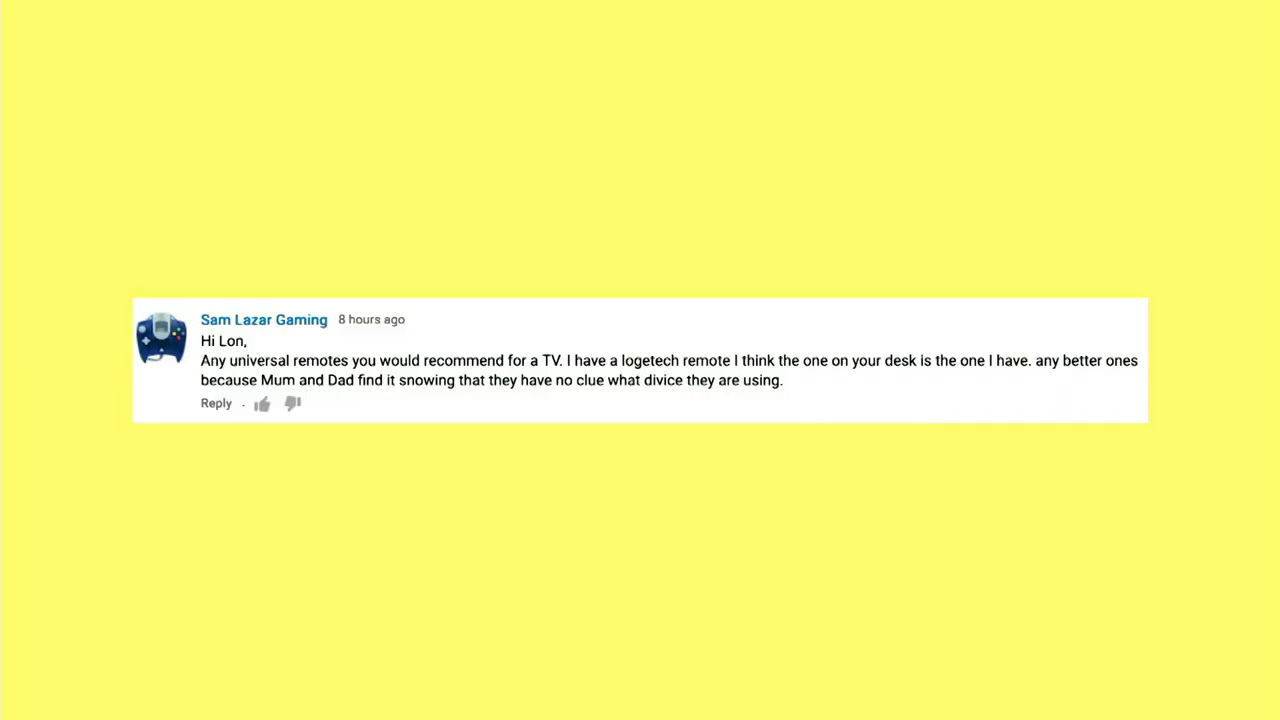 Sam Lazar Gaming 8 hours ago
Hi Lon,
Any universal remotes you would recommend for a TV. I have a logetech remote I think the one on your desk is the one I have. any better ones
because Mum and Dad find it snowing that they have no clue what divice they are using.
Reply .